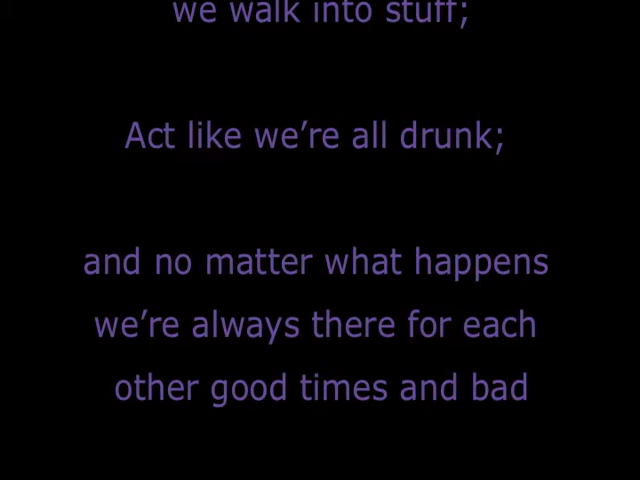 we walk into stuff;
Act like we’re all drunk;
and no matter what happens
we’re always there for each
other good times and bad